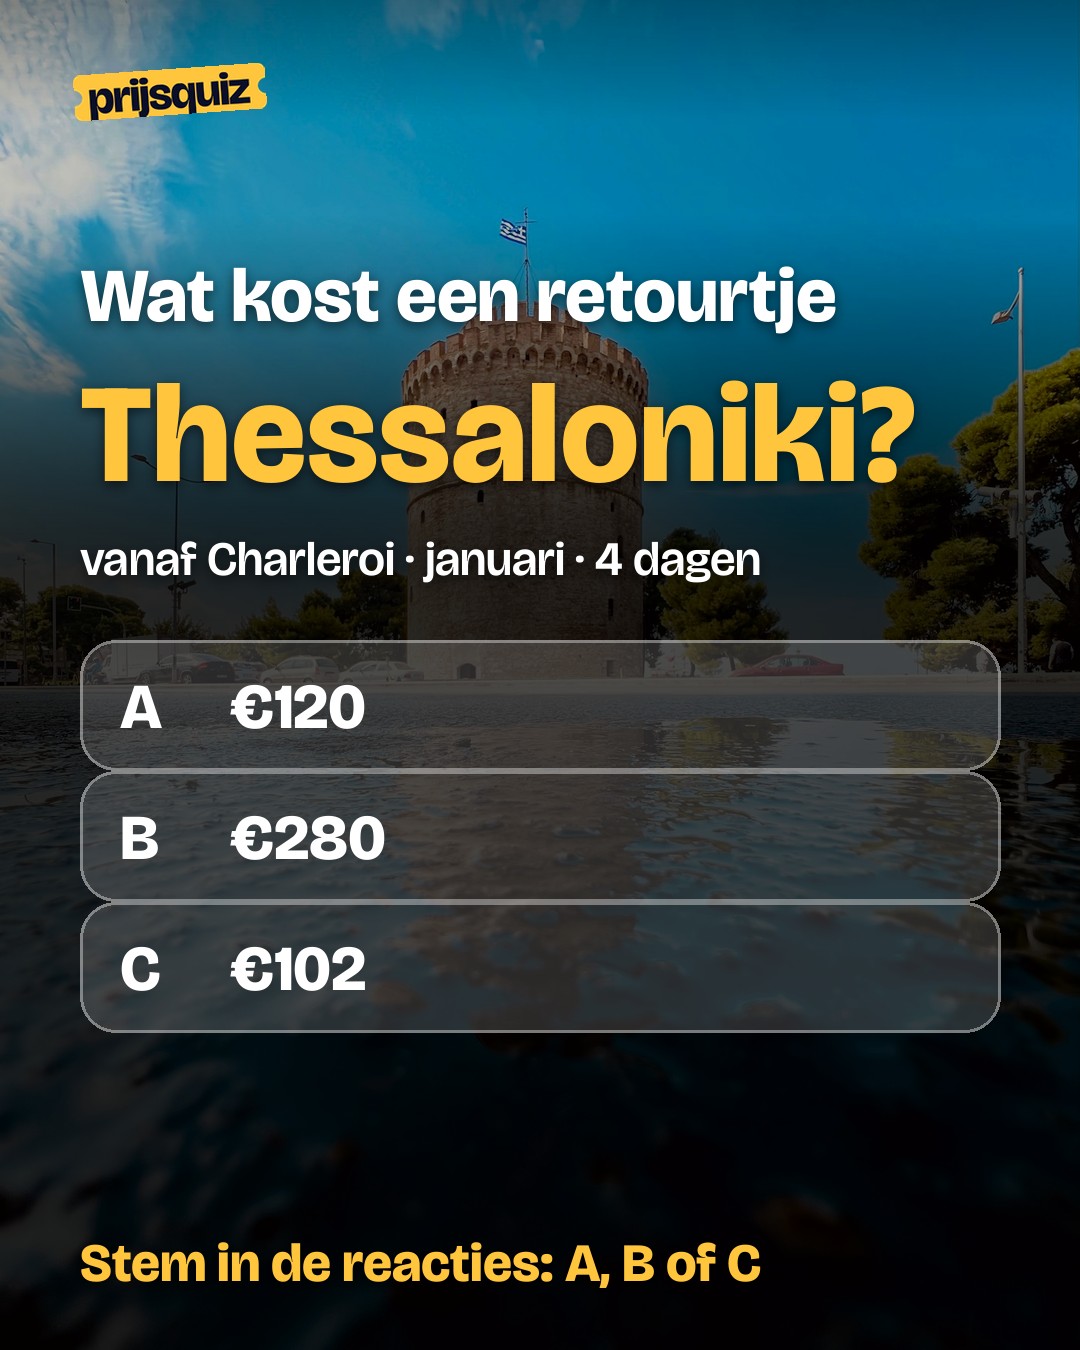 prijsquiz
Wat kost een retourtje
Thessaloniki?
vanaf Charleroi · januari · 4 dagen
A €120
B €280
C €102
Stem in de reacties: A, B of C